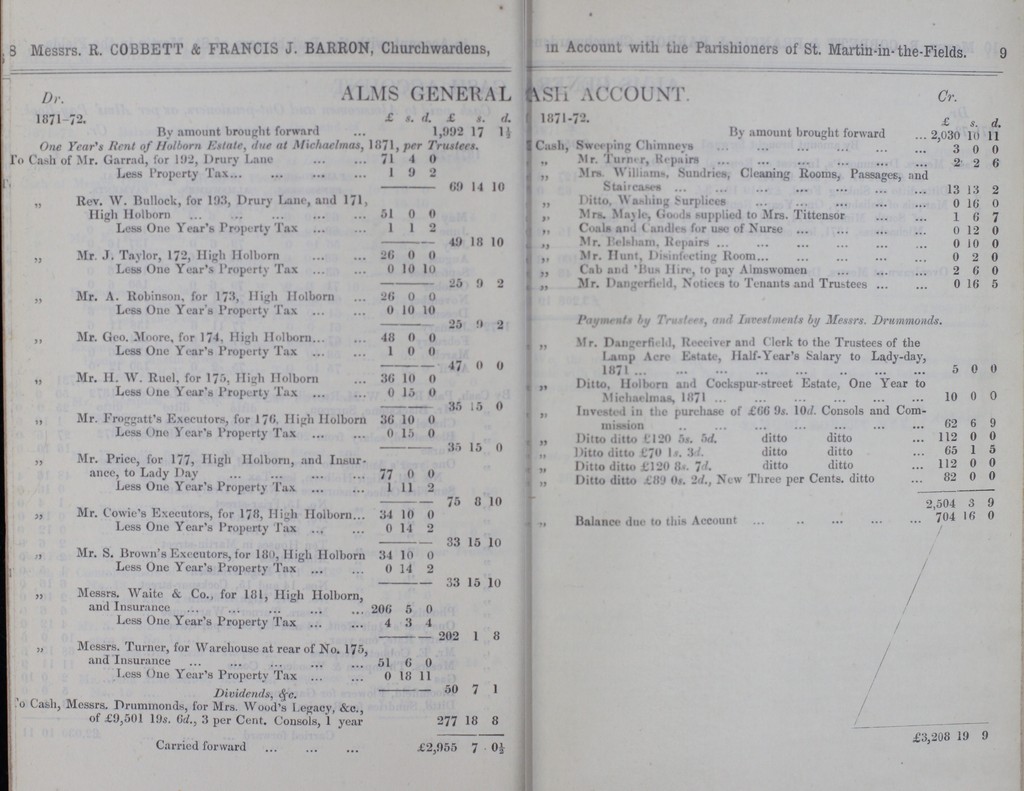 8 Messrs. R. COBBETT & FRANCIS J. BARRON, Churchwardens,
Dr. ALMS GENERAL
1871-72. £ s. d. £ s. d.
By amount brought forward ... 1,992 17 1½
One Year's Rent of Holborn Estate, due at Michaelmas, 1871, per Trustees.
To Cash of Mr. Garrad, for 192, Drury Lane ... ... 71 4 0
Less Property Tax... ... ... ... 1 9 2
69 14 10
„ Rev. W. Bullock, for 193, Drury Lane, and 171,
High Holborn ... ... ... ... ... 51 0 0
Less One Year's Property Tax ... ... 1 1 2
49 18 10
„ Mr. J. Taylor, 172, High Holborn ... ... 26 0 0
Less One Year's Property Tax ... ... 0 10 10
25 9 2
„ Mr. A. Robinson, for 173, High Holborn ... 26 0 0
Less One Year's Property Tax ... ... 0 10 10
25 9 2
„ Mr. Geo. Moore, for 174, High Holborn... ... 48 0 0
Less One Year's Property Tax ... ... 1 0 0
47 0 0
„ Mr. H. W. Ruel, for 175, High Holborn ... 36 10 0
Less One Year's Property Tax ... ... 0 15 0
35 15 0
Mr. Froggatt's Executors, for 176, High Holborn 36 10 0
Less One Year's Property Tax ... ... 0 15 0
35 15 0
„ Mr. Price, for 177, High Holborn, and Insur-
ance, to Lady Day ... ... ... ... 77 0 0
Less One Year's Property Tax ... ... 1 11 2
75 8 10
„ Mr. Cowie's Executors, for 178, High Holborn... 34 10 0
Less One Year's Property Tax ... ... 0 14 2
33 15 10
„ Mr. S. Brown's Executors, for 180, High Holborn 34 10 0
Less One Year's Property Tax ... ... 0 14 2
33 15 10
„ Messrs. Waite & Co., for 181, High Holborn,
and Insurance ... ... ... ... ... 206 5 0
Less One Year's Property Tax ... ... 4 3 4
202 1 8
„ Messrs. Turner, for Warehouse at rear of No. 175,
and Insurance ... ... ... ... ... 51 6 0
Less One Year's Property Tax ... ... 0 18 11
50 7 1
Dividends, &c.
To Cash, Messrs. Drummonds, for Mrs. Wood's Legacy, &c.,
of £9,501 19s. 6d., 3 per Cent. Consols, 1 year 277 18 8
Carried forward ... ... ... £2,955 7 0½
in Account with the Parishioners of St. Martin-in-the-Fields. 9
ASH ACCOUNT. Cr.
1871-72. £ s. d.
By amount brought forward ... 2,030 10 11
Cash, Sweeping Chimneys ... ... ... ... ... ... 3 0 0
„ Mr. Turner, Repairs ... ... ... ... ... ... 2 2 6
„ Mrs. Williams, Sundries, Cleaning Rooms, Passages, and
Staircases ... ... ... ... ... ... ... 13 13 2
„ Ditto, Washing Surplices ... ... ... ... ... 0 16 0
„ Mrs. Mayle, Goods supplied to Mrs. Tittensor ... ... 1 6 7
„ Coals and Candles for use of Nurse ... ... ... ... 0 12 0
„ Mr. Belsham, Repairs ... ... ... ... ... ... 0 10 0
„ Mr. Hunt, Disinfecting Room... ... ... ... ... 0 2 0
„ Cab and 'Bus Hire, to pay Almswomen ... ... ... 2 6 0
„ Mr. Dangerfield, Notices to Tenants and Trustees ... ... 0 16 5
Payments by Trustees, and Investments by Messrs. Drummonds.
„ Mr. Dangerfield, Receiver and Clerk to the Trustees of the
Lamp Acre Estate, Half-Year's Salary to Lady-day,
1871 ... ... ... ... ... .. ... ... ... 5 0 0
„ Ditto, Holborn and Cockspur-street Estate, One Year to
Michaelmas, 1871 ... ... ... ... ... ... 10 0 0
„ Invested in the purchase of £66 9s. 10d. Consols and Com-
mission .. ... ... ... ... ... ... 62 6 9
„ Ditto ditto £120 5s. 5d. ditto ditto ... 112 0 0
„ Ditto ditto £70 1s. 3d. ditto ditto ... 65 1 5
„ Ditto ditto £120 8s. 7d. ditto ditto ... 112 0 0
„ Ditto ditto £89 0s. 2d., New Three per Cents. ditto ... 82 0 0
2,504 3 9
„ Balance due to this Account ... .. ... ... ... 704 16 0
£3,208 19 9